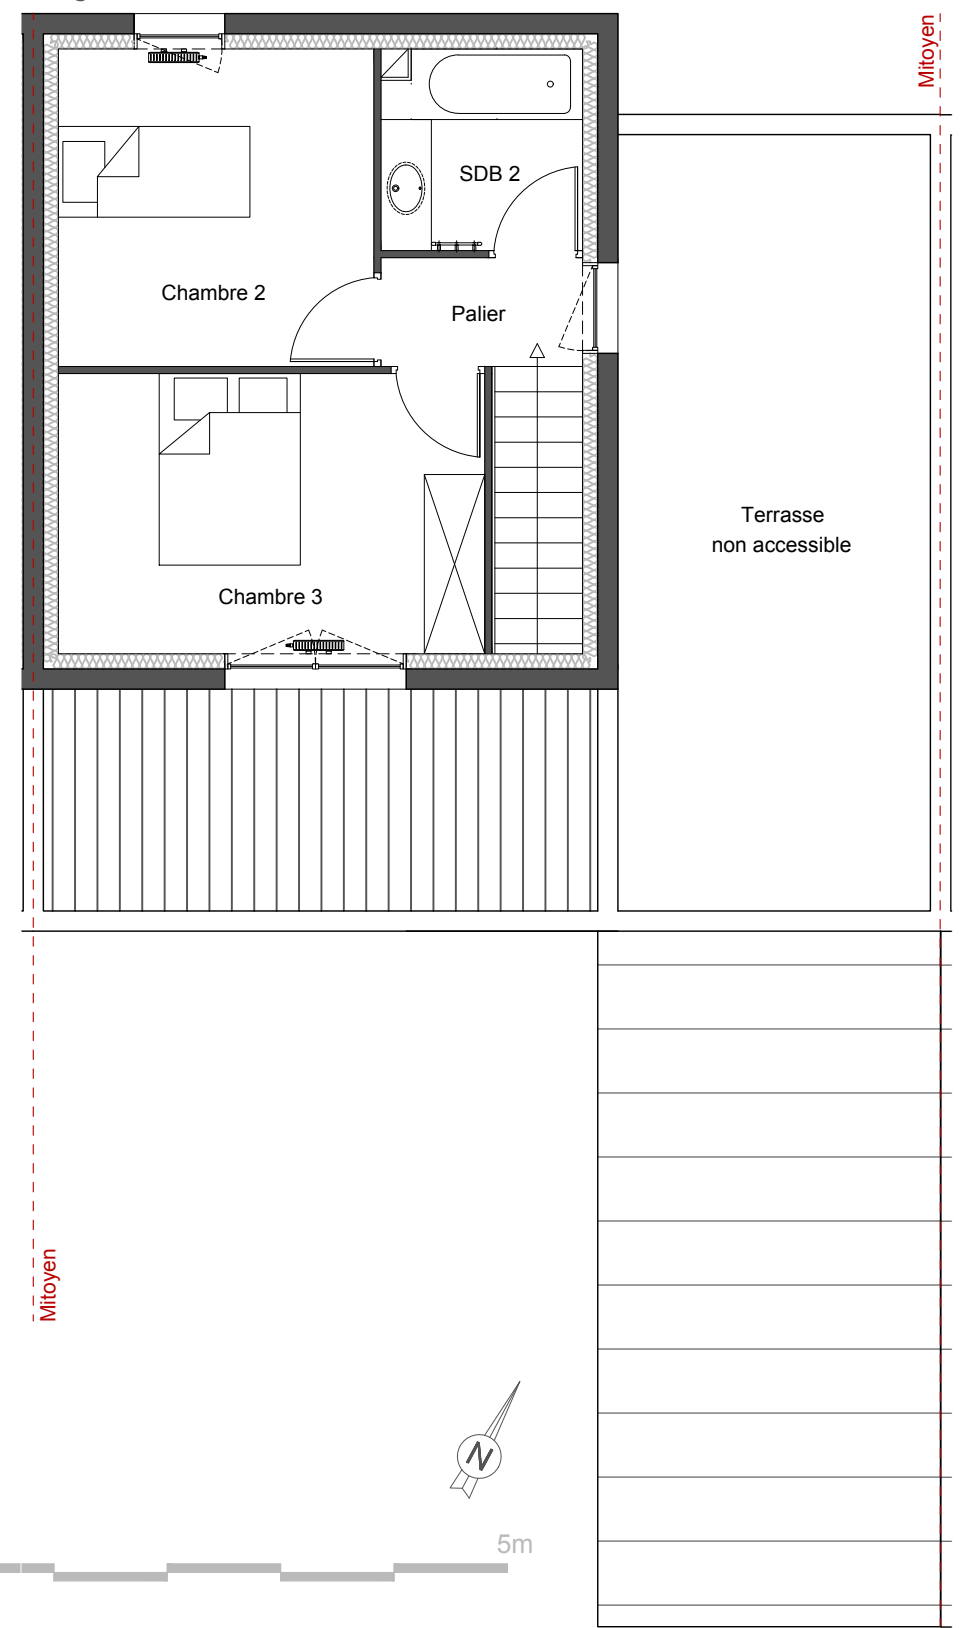 Mitoyen
SDB 2
Chambre 2
Palier
Terrasse
non accessible
Chambre 3
Mitoyen
N
5m